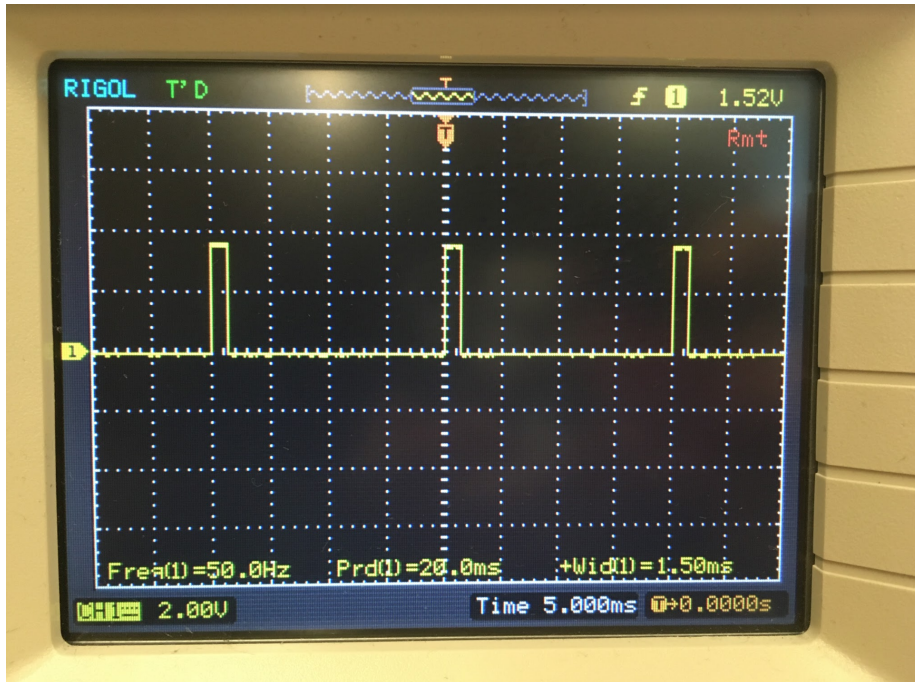 RIGOL T'D 1 1.52V
T
Rmt
1
Freq(1)=50.0Hz Prd(1)=20.0ms +Wid(1)=1.50ms
CH1 2.00V Time 5.000ms T→0.0000s